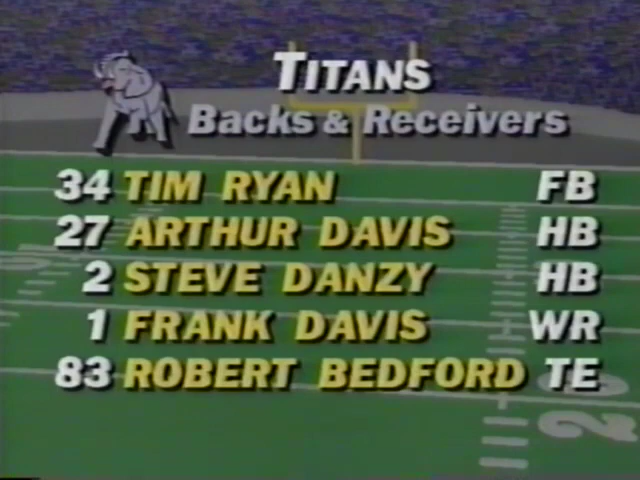 TITANS
Backs & Receivers
34 TIM RYAN FB
27 ARTHUR DAVIS HB
2 STEVE DANZY HB
1 FRANK DAVIS WR
83 ROBERT BEDFORD TE
20